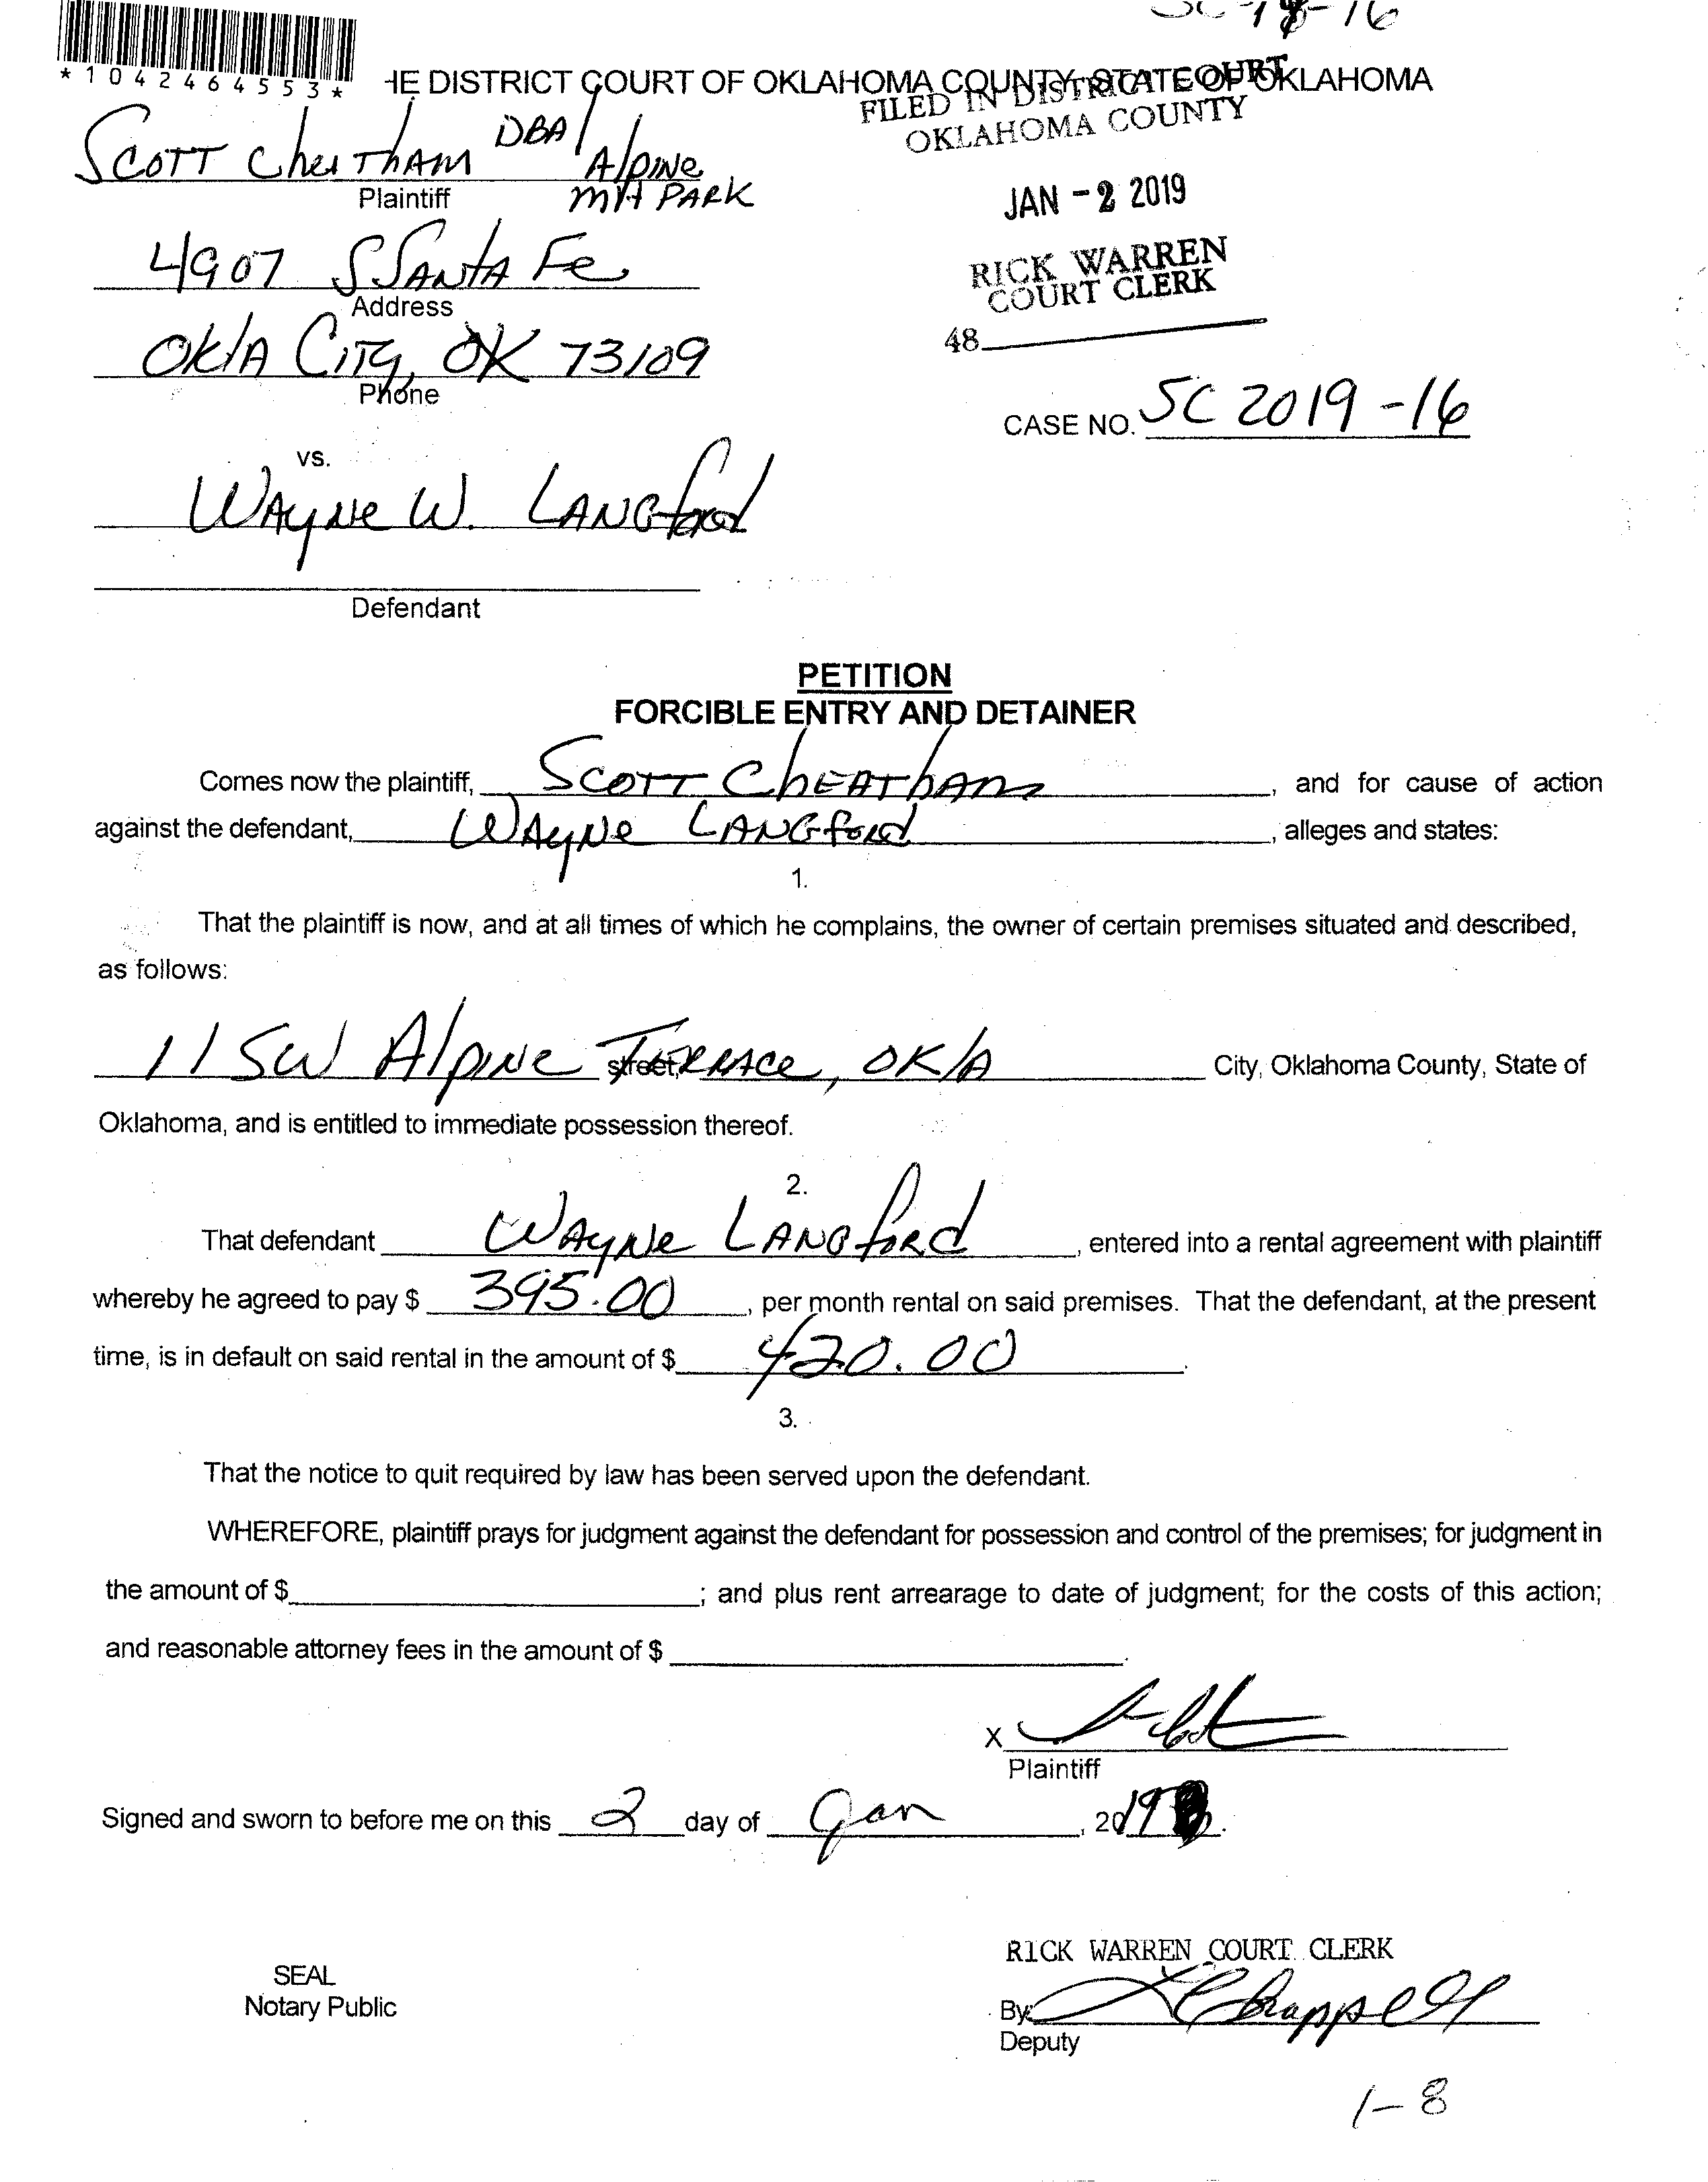 SC-19-16
*1042464553*
HE DISTRICT COURT OF OKLAHOMA COUNTY, STATE OF OKLAHOMA
FILED IN DISTRICT COURT
OKLAHOMA COUNTY
SCOTT CheaThAM DBA/ Alpine
Plaintiff
MH PARK
JAN - 2 2019
4907 S SANTA Fe
Address
RICK WARREN
COURT CLERK
48
OKlA CiTy, OK 73109
Phone
CASE NO. SC 2019-16
vs.
WAyNe W. LANGford
Defendant
PETITION
FORCIBLE ENTRY AND DETAINER
Comes now the plaintiff, SCOTT ChEAThAM, and for cause of action
against the defendant, WAyNe LANGford, alleges and states:
1.
That the plaintiff is now, and at all times of which he complains, the owner of certain premises situated and described,
as follows:
11 SW AlpiNe street, TERRAce, OKlA City, Oklahoma County, State of
Oklahoma, and is entitled to immediate possession thereof.
2.
That defendant WAyNe LANGfoRd, entered into a rental agreement with plaintiff
whereby he agreed to pay $ 395.00, per month rental on said premises. That the defendant, at the present
time, is in default on said rental in the amount of $ 420.00.
3.
That the notice to quit required by law has been served upon the defendant.
WHEREFORE, plaintiff prays for judgment against the defendant for possession and control of the premises; for judgment in
the amount of $ ; and plus rent arrearage to date of judgment; for the costs of this action;
and reasonable attorney fees in the amount of $ .
X
Plaintiff
Signed and sworn to before me on this 2 day of Jan, 2019.
RICK WARREN COURT CLERK
SEAL
Notary Public
By: Chappell
Deputy
1-8